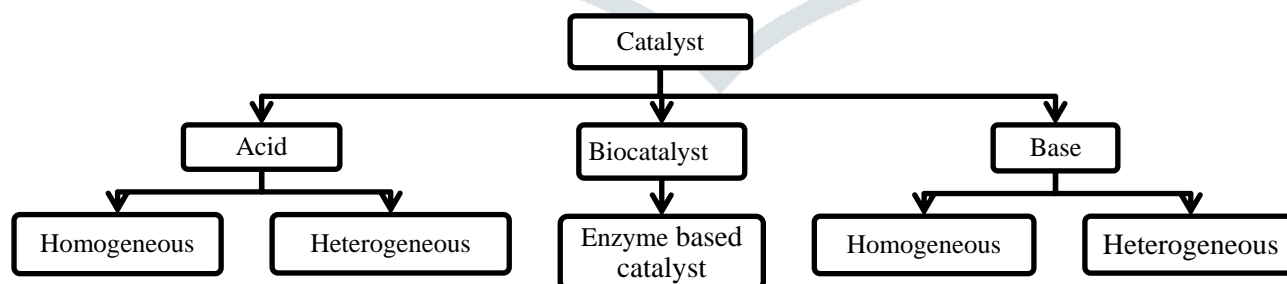 Catalyst
Acid
Biocatalyst
Base
Homogeneous
Heterogeneous
Enzyme based
catalyst
Homogeneous
Heterogeneous